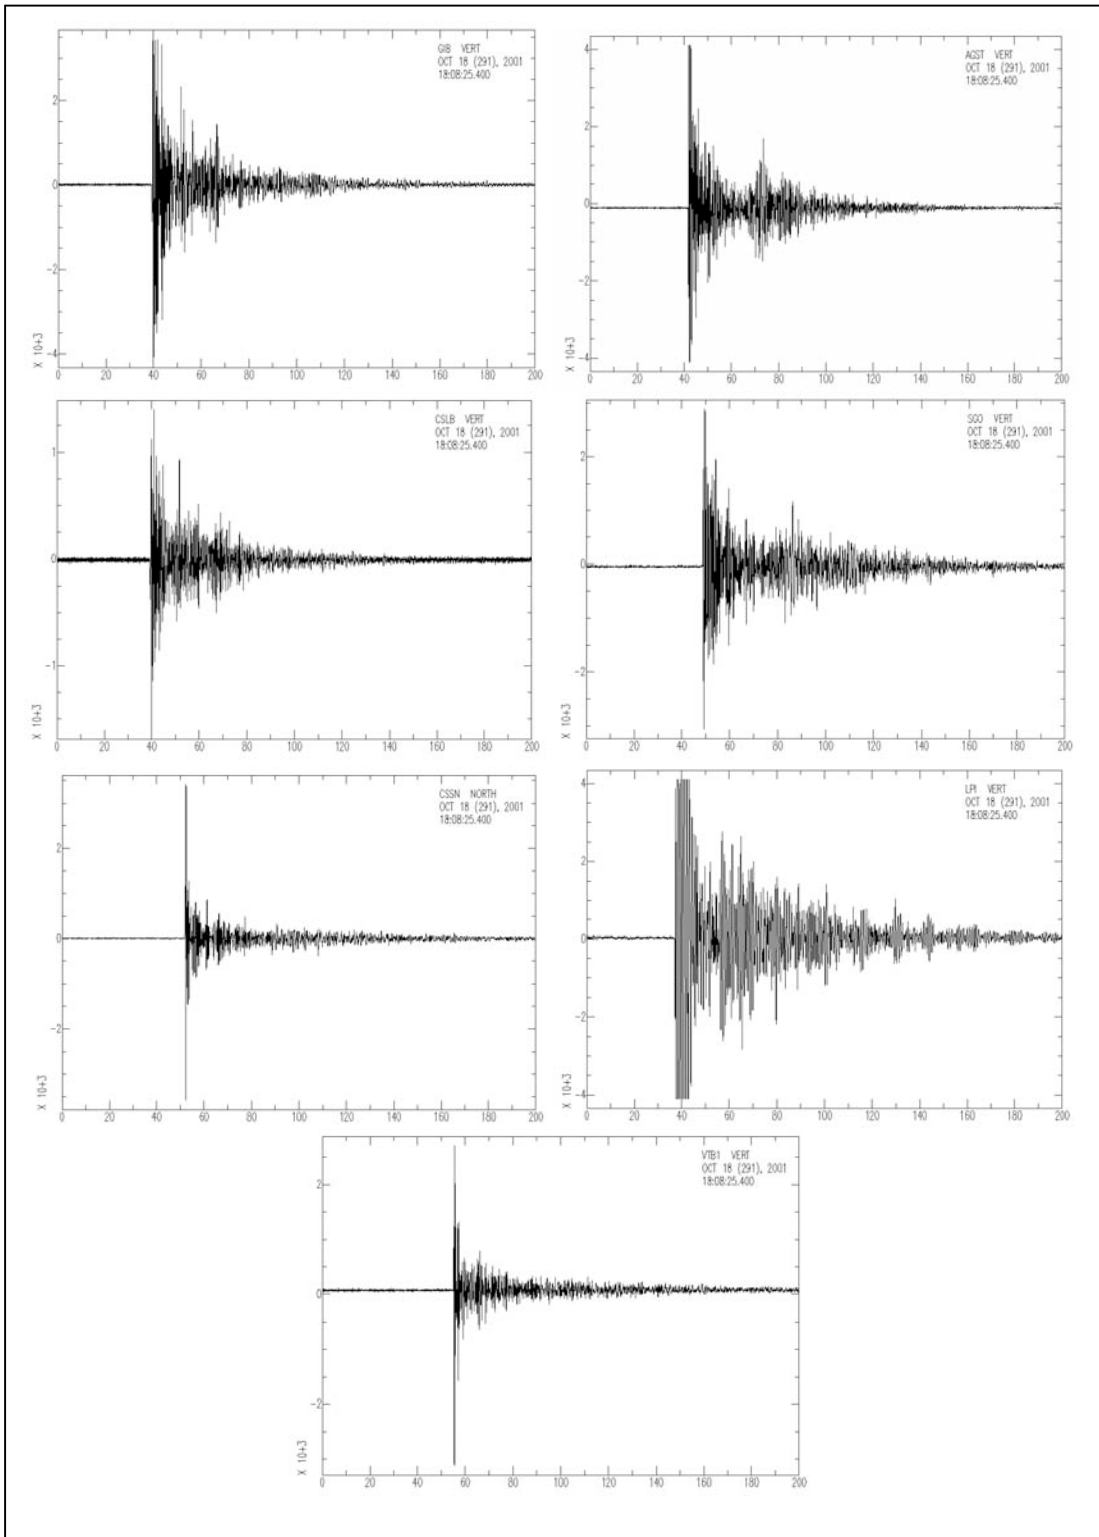 GIB VERT
OCT 18 (291), 2001
18:08:25.400
2
0
-2
-4
X 10+3
0 20 40 60 80 100 120 140 160 180 200
AGST VERT
OCT 18 (291), 2001
18:08:25.400
4
2
0
-2
-4
X 10+3
0 20 40 60 80 100 120 140 160 180 200
CSLB VERT
OCT 18 (291), 2001
18:08:25.400
1
0
-1
X 10+3
0 20 40 60 80 100 120 140 160 180 200
SGO VERT
OCT 18 (291), 2001
18:08:25.400
2
0
-2
X 10+3
0 20 40 60 80 100 120 140 160 180 200
CSSN NORTH
OCT 18 (291), 2001
18:08:25.400
2
0
-2
X 10+3
0 20 40 60 80 100 120 140 160 180 200
LPI VERT
OCT 18 (291), 2001
18:08:25.400
4
2
0
-2
-4
X 10+3
0 20 40 60 80 100 120 140 160 180 200
VTB1 VERT
OCT 18 (291), 2001
18:08:25.400
2
0
-2
X 10+3
0 20 40 60 80 100 120 140 160 180 200